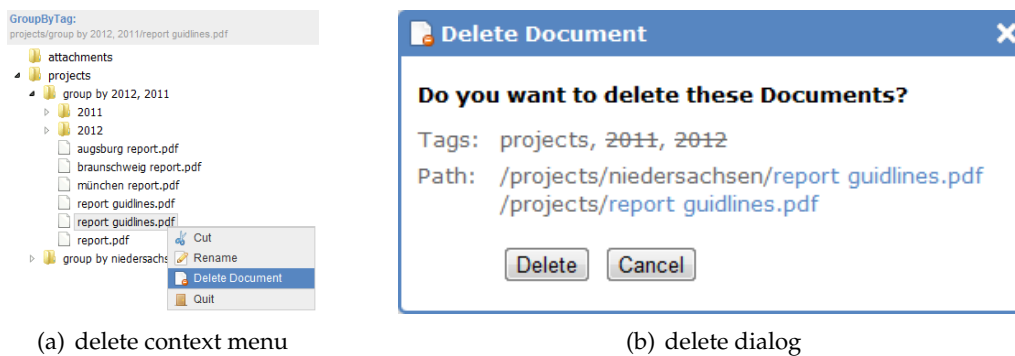 GroupByTag:
projects/group by 2012, 2011/report guidlines.pdf
attachments
projects
group by 2012, 2011
2011
2012
augsburg report.pdf
braunschweig report.pdf
münchen report.pdf
report guidlines.pdf
report guidlines.pdf
report.pdf
group by niedersachs
Cut
Rename
Delete Document
Quit
(a) delete context menu
Delete Document
Do you want to delete these Documents?
Tags: projects, 2011, 2012
Path: /projects/niedersachsen/report guidlines.pdf
/projects/report guidlines.pdf
Delete Cancel
(b) delete dialog